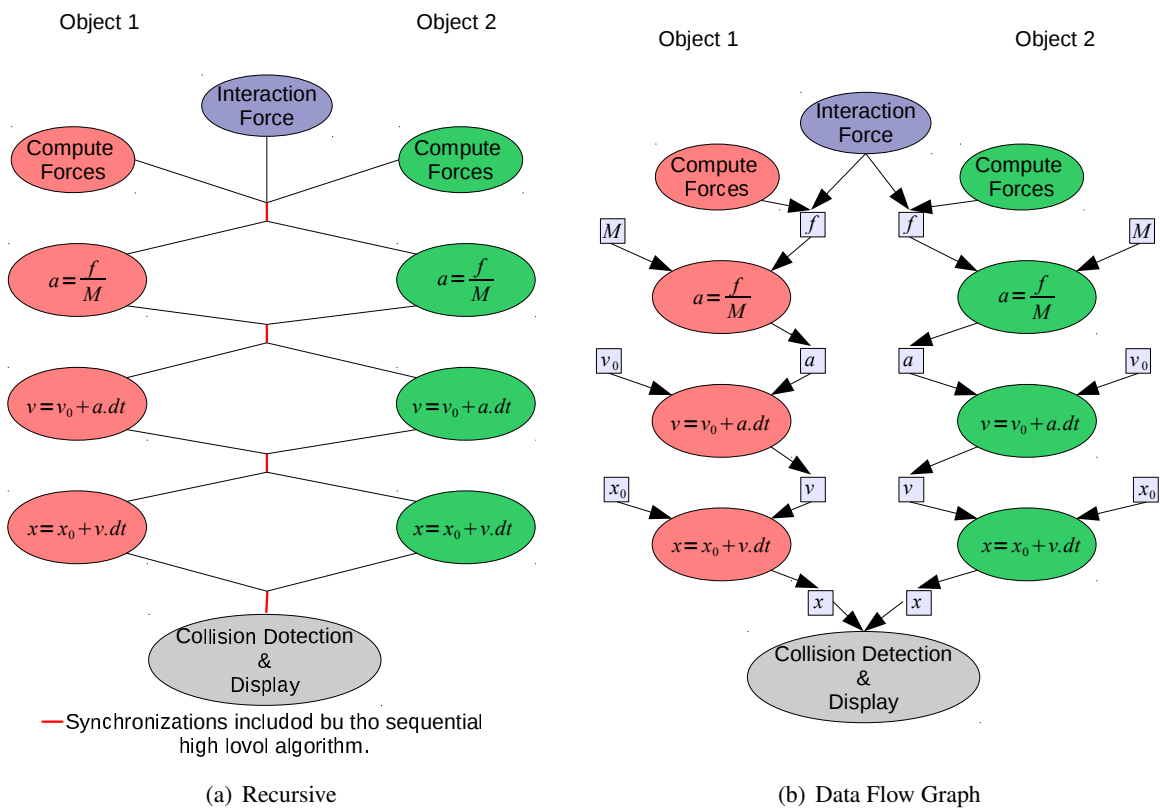 Object 1
Object 2
Interaction
Force
Compute
Forces
Compute
Forces
a = f/M
a = f/M
v = v₀ + a.dt
v = v₀ + a.dt
x = x₀ + v.dt
x = x₀ + v.dt
Collision Dotection
&
Display
Synchronizations includod bu tho sequential
high lovol algorithm.
(a) Recursive
Object 1
Object 2
Interaction
Force
Compute
Forces
Compute
Forces
f
f
M
M
a = f/M
a = f/M
a
a
v₀
v₀
v = v₀ + a.dt
v = v₀ + a.dt
v
v
x₀
x₀
x = x₀ + v.dt
x = x₀ + v.dt
x
x
Collision Detection
&
Display
(b) Data Flow Graph